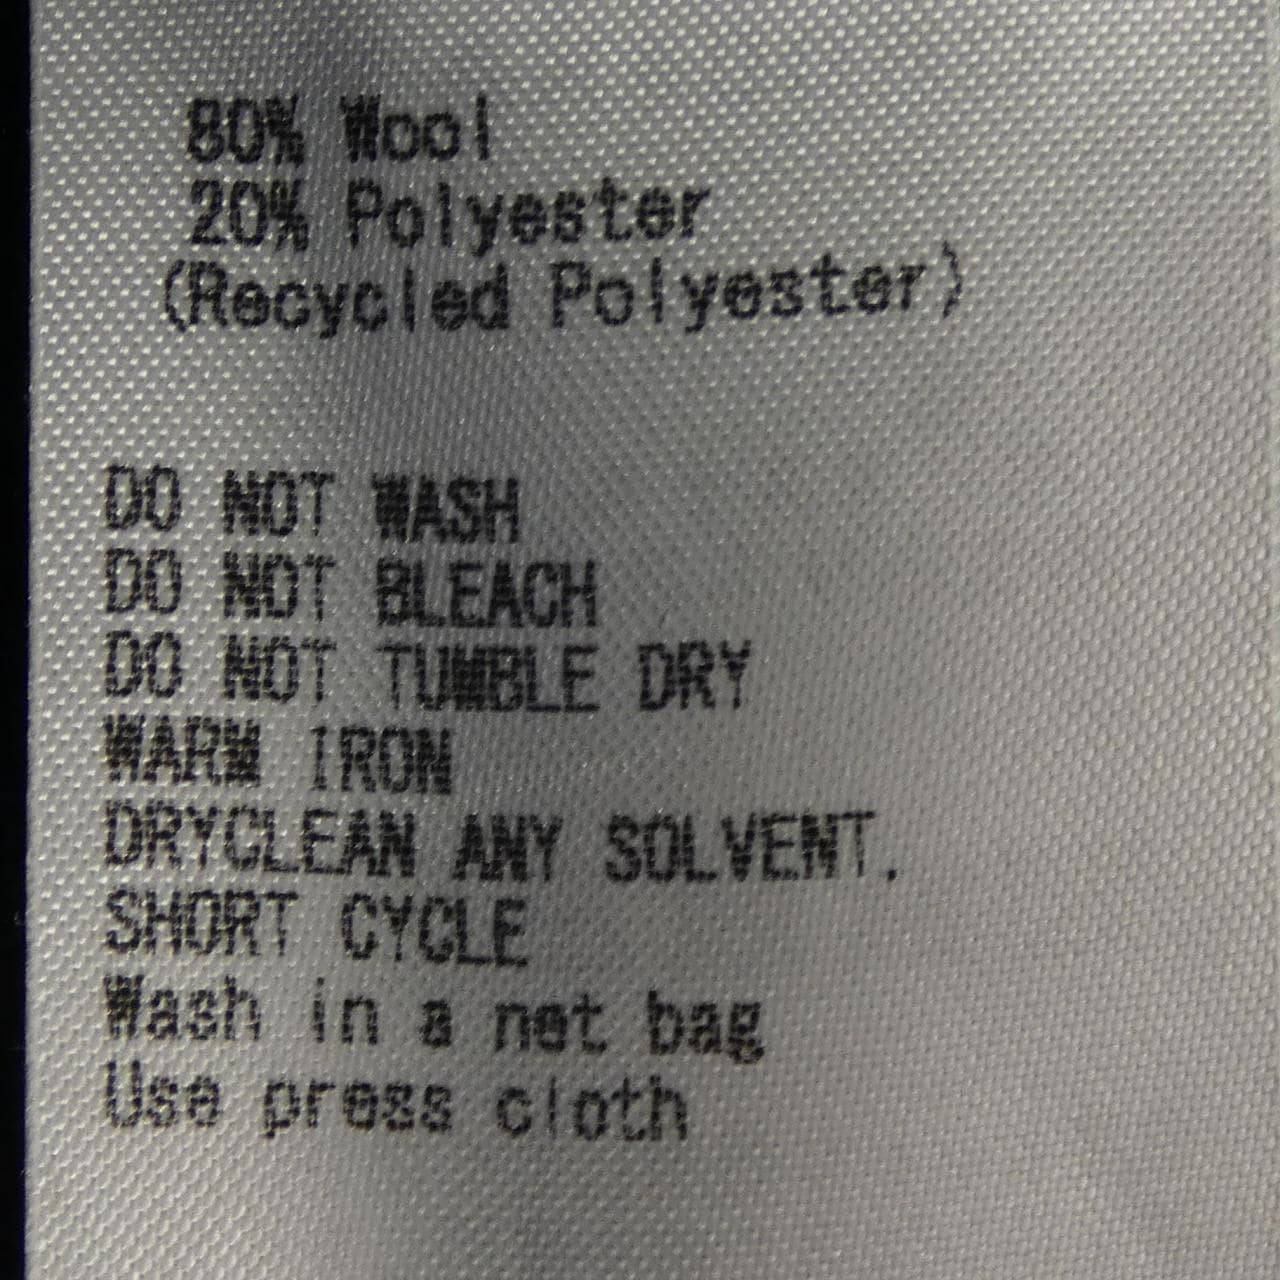 80% Wool
20% Polyester
(Recycled Polyester)
DO NOT WASH
DO NOT BLEACH
DO NOT TUMBLE DRY
WARM IRON
DRYCLEAN ANY SOLVENT.
SHORT CYCLE
Wash in a net bag
Use press cloth